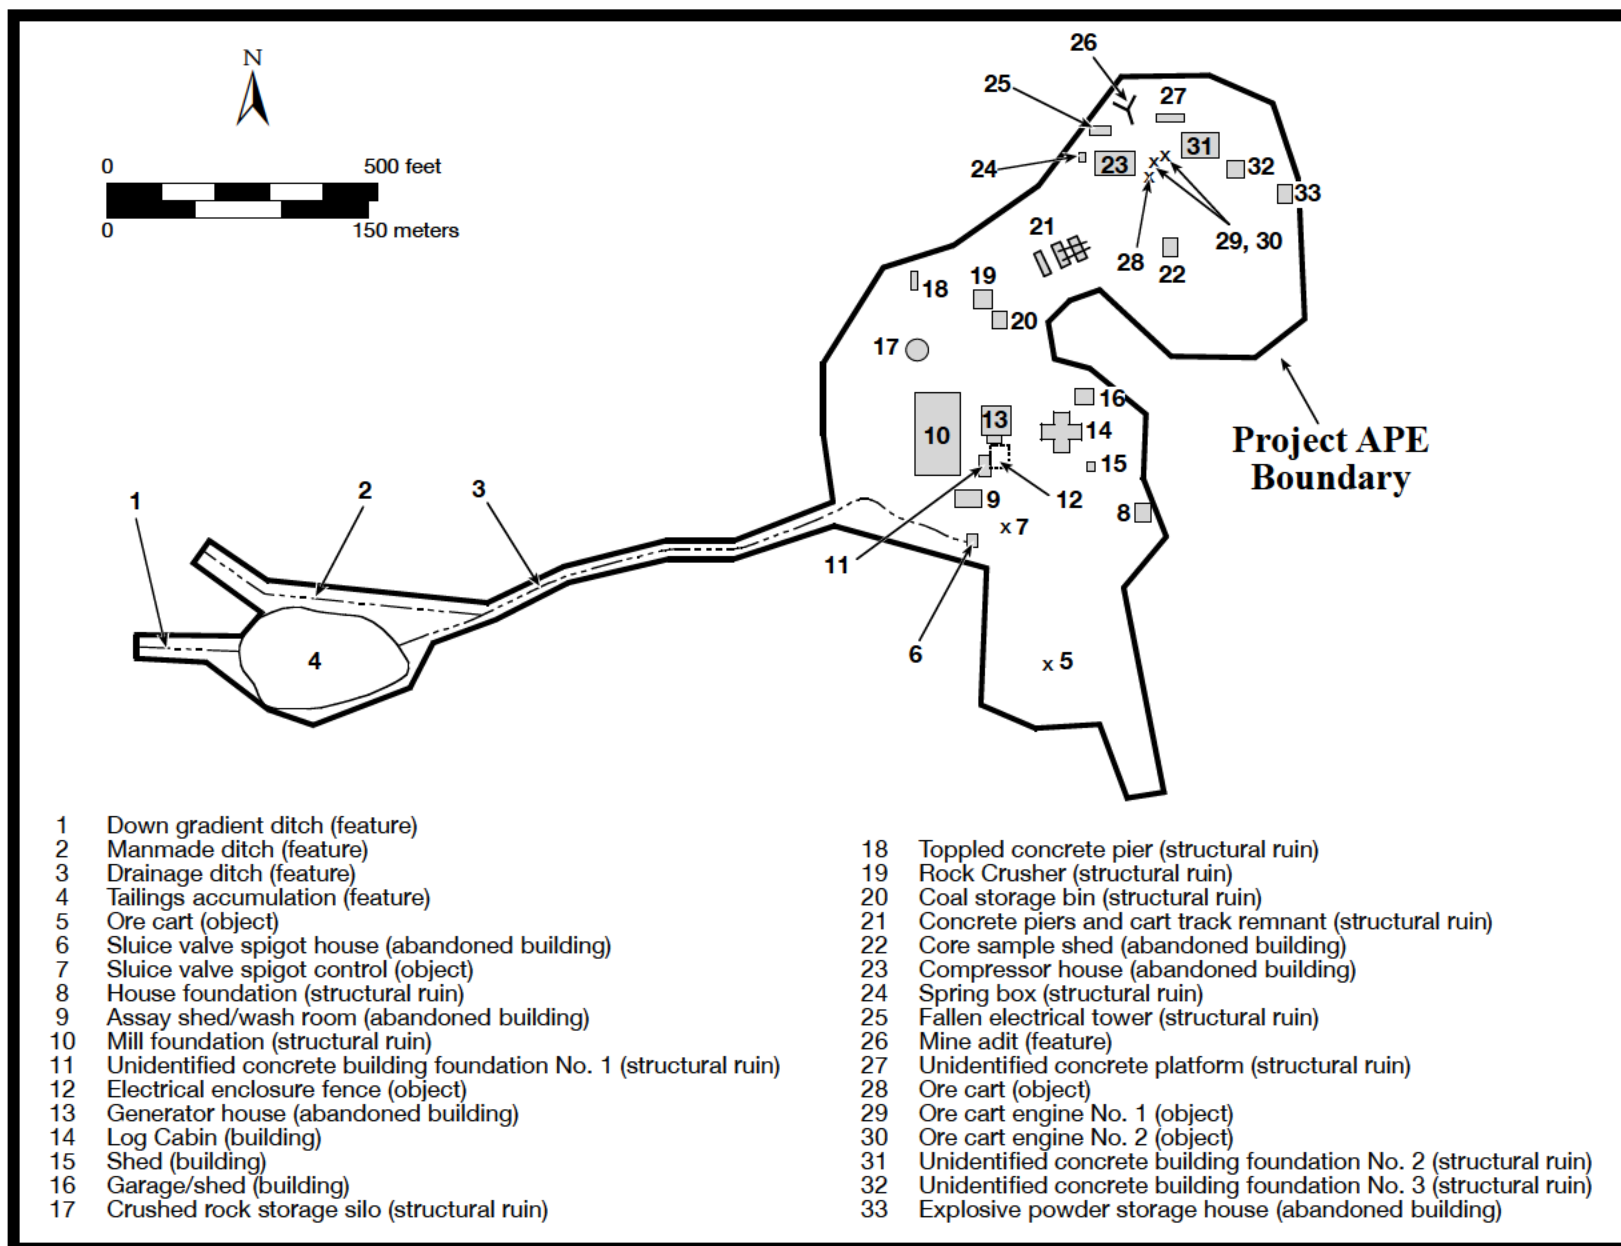 N
0 500 feet
0 150 meters
26
25
27
24
23
31
32
33
21
29, 30
28
22
18
19
20
17
16
10
13
14
15
12
9
8
7
11
6
5
1
2
3
4
Project APE
Boundary
1 Down gradient ditch (feature)
2 Manmade ditch (feature)
3 Drainage ditch (feature)
4 Tailings accumulation (feature)
5 Ore cart (object)
6 Sluice valve spigot house (abandoned building)
7 Sluice valve spigot control (object)
8 House foundation (structural ruin)
9 Assay shed/wash room (abandoned building)
10 Mill foundation (structural ruin)
11 Unidentified concrete building foundation No. 1 (structural ruin)
12 Electrical enclosure fence (object)
13 Generator house (abandoned building)
14 Log Cabin (building)
15 Shed (building)
16 Garage/shed (building)
17 Crushed rock storage silo (structural ruin)
18 Toppled concrete pier (structural ruin)
19 Rock Crusher (structural ruin)
20 Coal storage bin (structural ruin)
21 Concrete piers and cart track remnant (structural ruin)
22 Core sample shed (abandoned building)
23 Compressor house (abandoned building)
24 Spring box (structural ruin)
25 Fallen electrical tower (structural ruin)
26 Mine adit (feature)
27 Unidentified concrete platform (structural ruin)
28 Ore cart (object)
29 Ore cart engine No. 1 (object)
30 Ore cart engine No. 2 (object)
31 Unidentified concrete building foundation No. 2 (structural ruin)
32 Unidentified concrete building foundation No. 3 (structural ruin)
33 Explosive powder storage house (abandoned building)